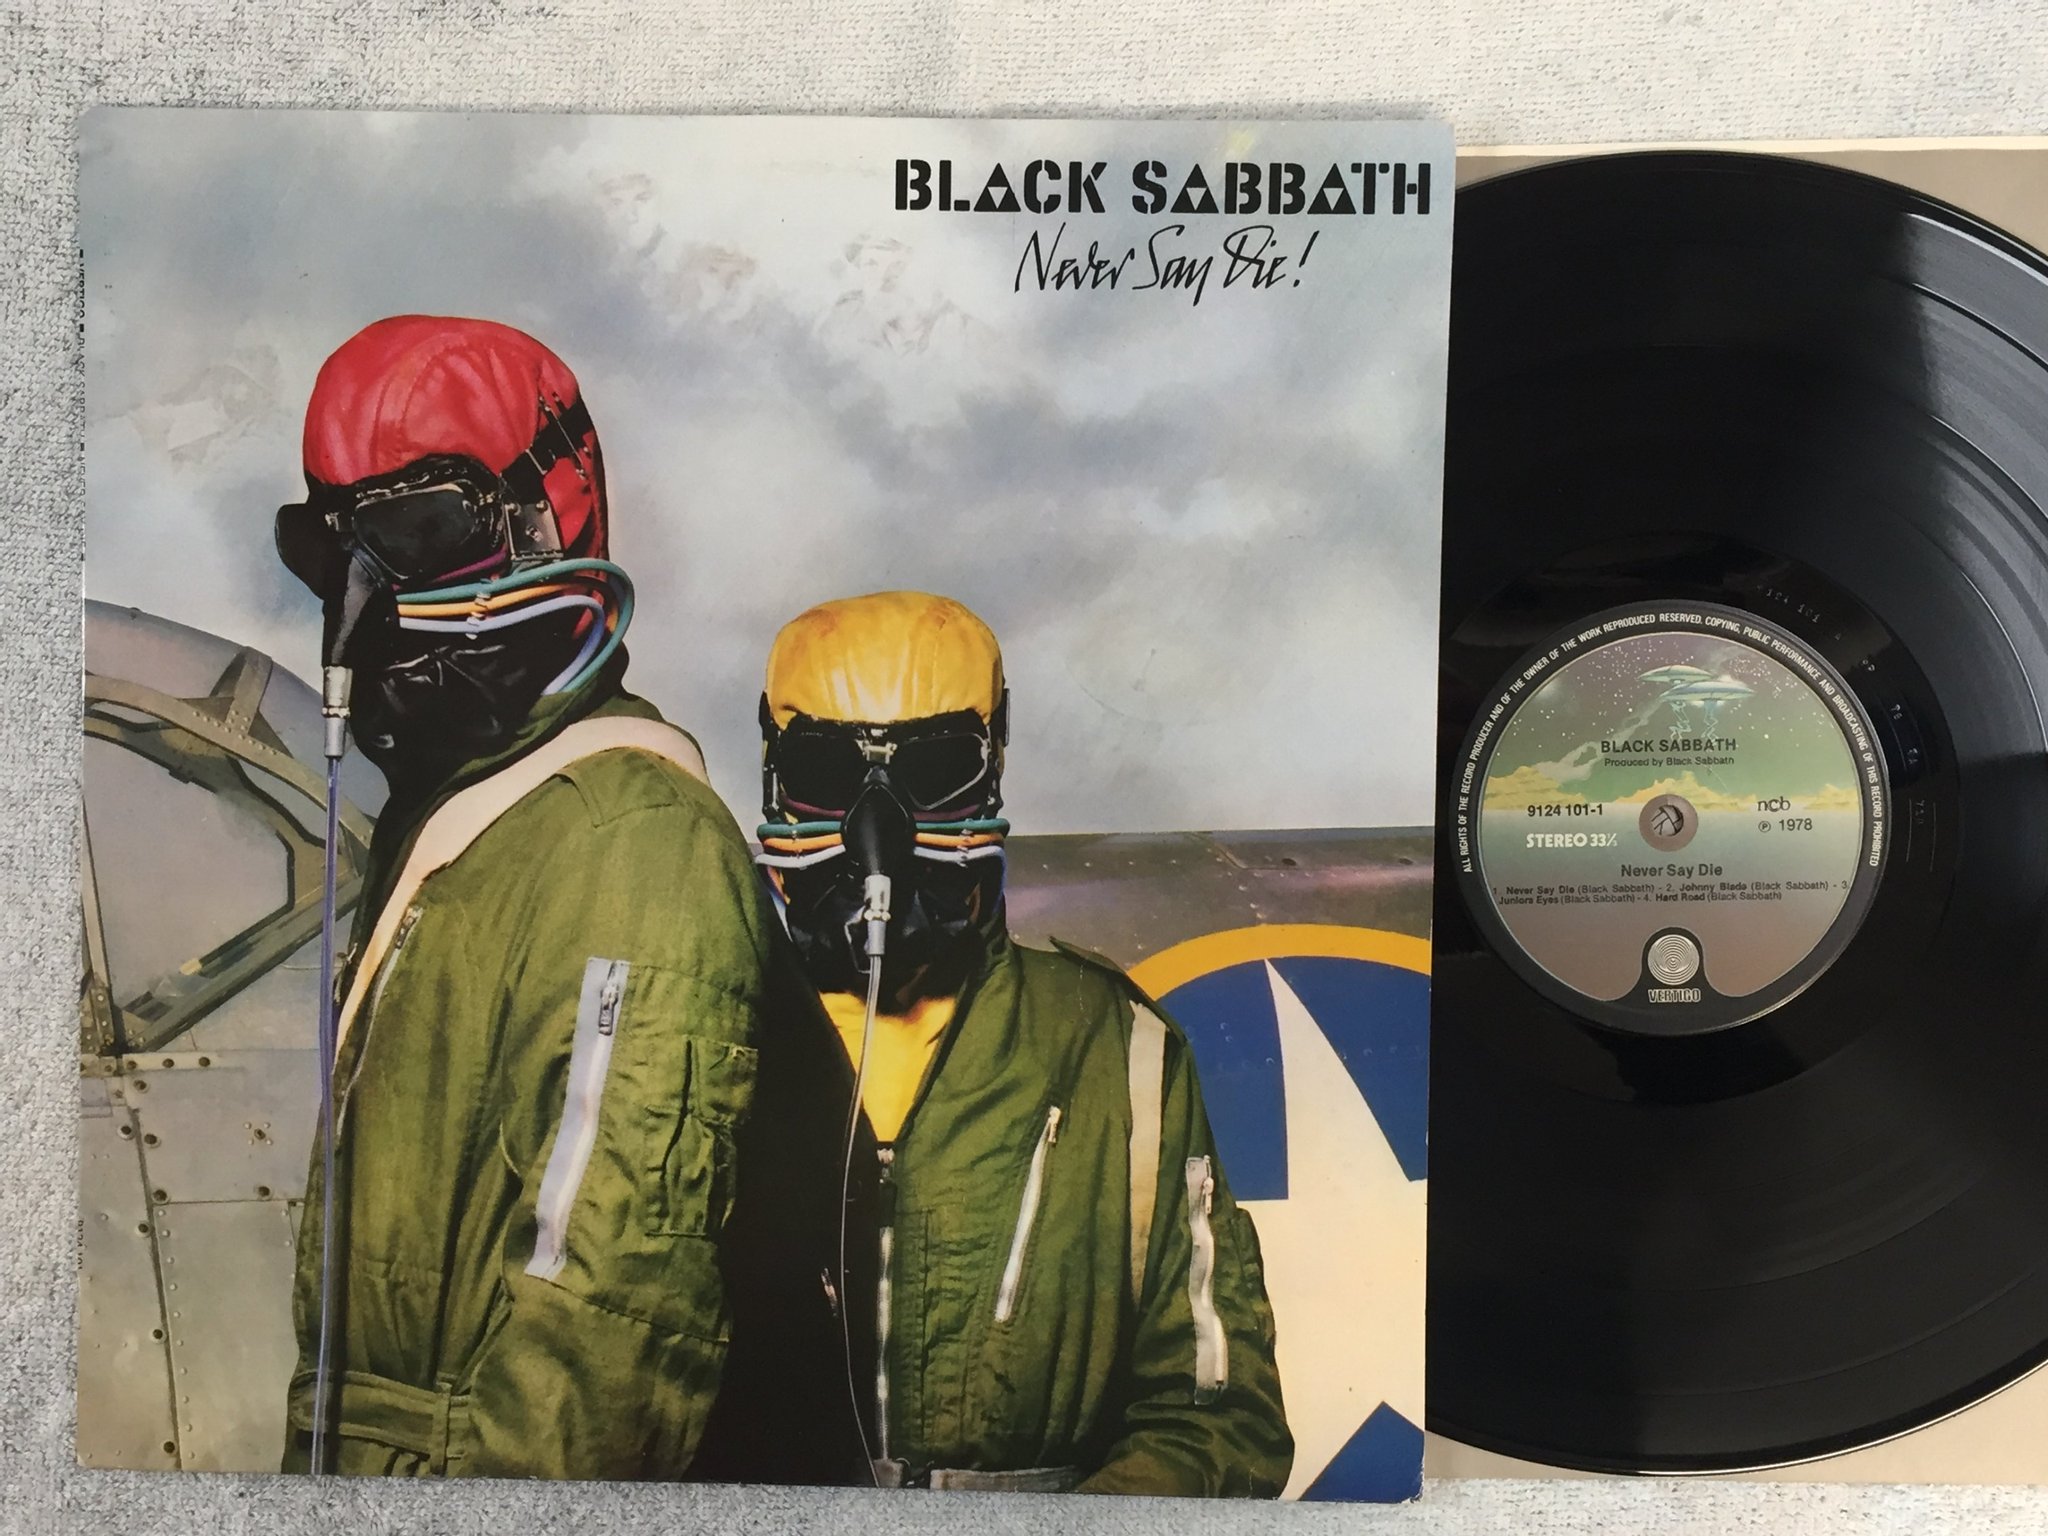 BLACK SABBATH
Never Say Die!
ALL RIGHTS OF THE RECORD PRODUCER AND OF THE OWNER OF THE WORK REPRODUCED RESERVED. COPYING, PUBLIC PERFORMANCE AND BROADCASTING OF THIS RECORD PROHIBITED
BLACK SABBATH
Produced by Black Sabbath
9124 101-1
ncb
STEREO 33⅓
℗ 1978
Never Say Die
1. Never Say Die (Black Sabbath) - 2. Johnny Blade (Black Sabbath) - 3.
Juniors Eyes (Black Sabbath) - 4. Hard Road (Black Sabbath)
VERTIGO